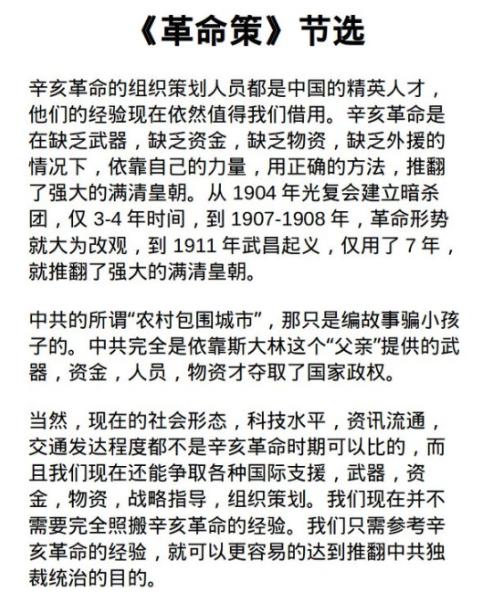 《革命策》节选
辛亥革命的组织策划人员都是中国的精英人才，
他们的经验现在依然值得我们借用。辛亥革命是
在缺乏武器，缺乏资金，缺乏物资，缺乏外援的
情况下，依靠自己的力量，用正确的方法，推翻
了强大的满清皇朝。从 1904 年光复会建立暗杀
团，仅 3-4 年时间，到 1907-1908 年，革命形势
就大为改观，到 1911 年武昌起义，仅用了 7 年，
就推翻了强大的满清皇朝。
中共的所谓“农村包围城市”，那只是编故事骗小孩
子的。中共完全是依靠斯大林这个“父亲”提供的武
器，资金，人员，物资才夺取了国家政权。
当然，现在的社会形态，科技水平，资讯流通，
交通发达程度都不是辛亥革命时期可以比的，而
且我们现在还能争取各种国际支援，武器，资
金，物资，战略指导，组织策划。我们现在并不
需要完全照搬辛亥革命的经验。我们只需参考辛
亥革命的经验，就可以更容易的达到推翻中共独
裁统治的目的。